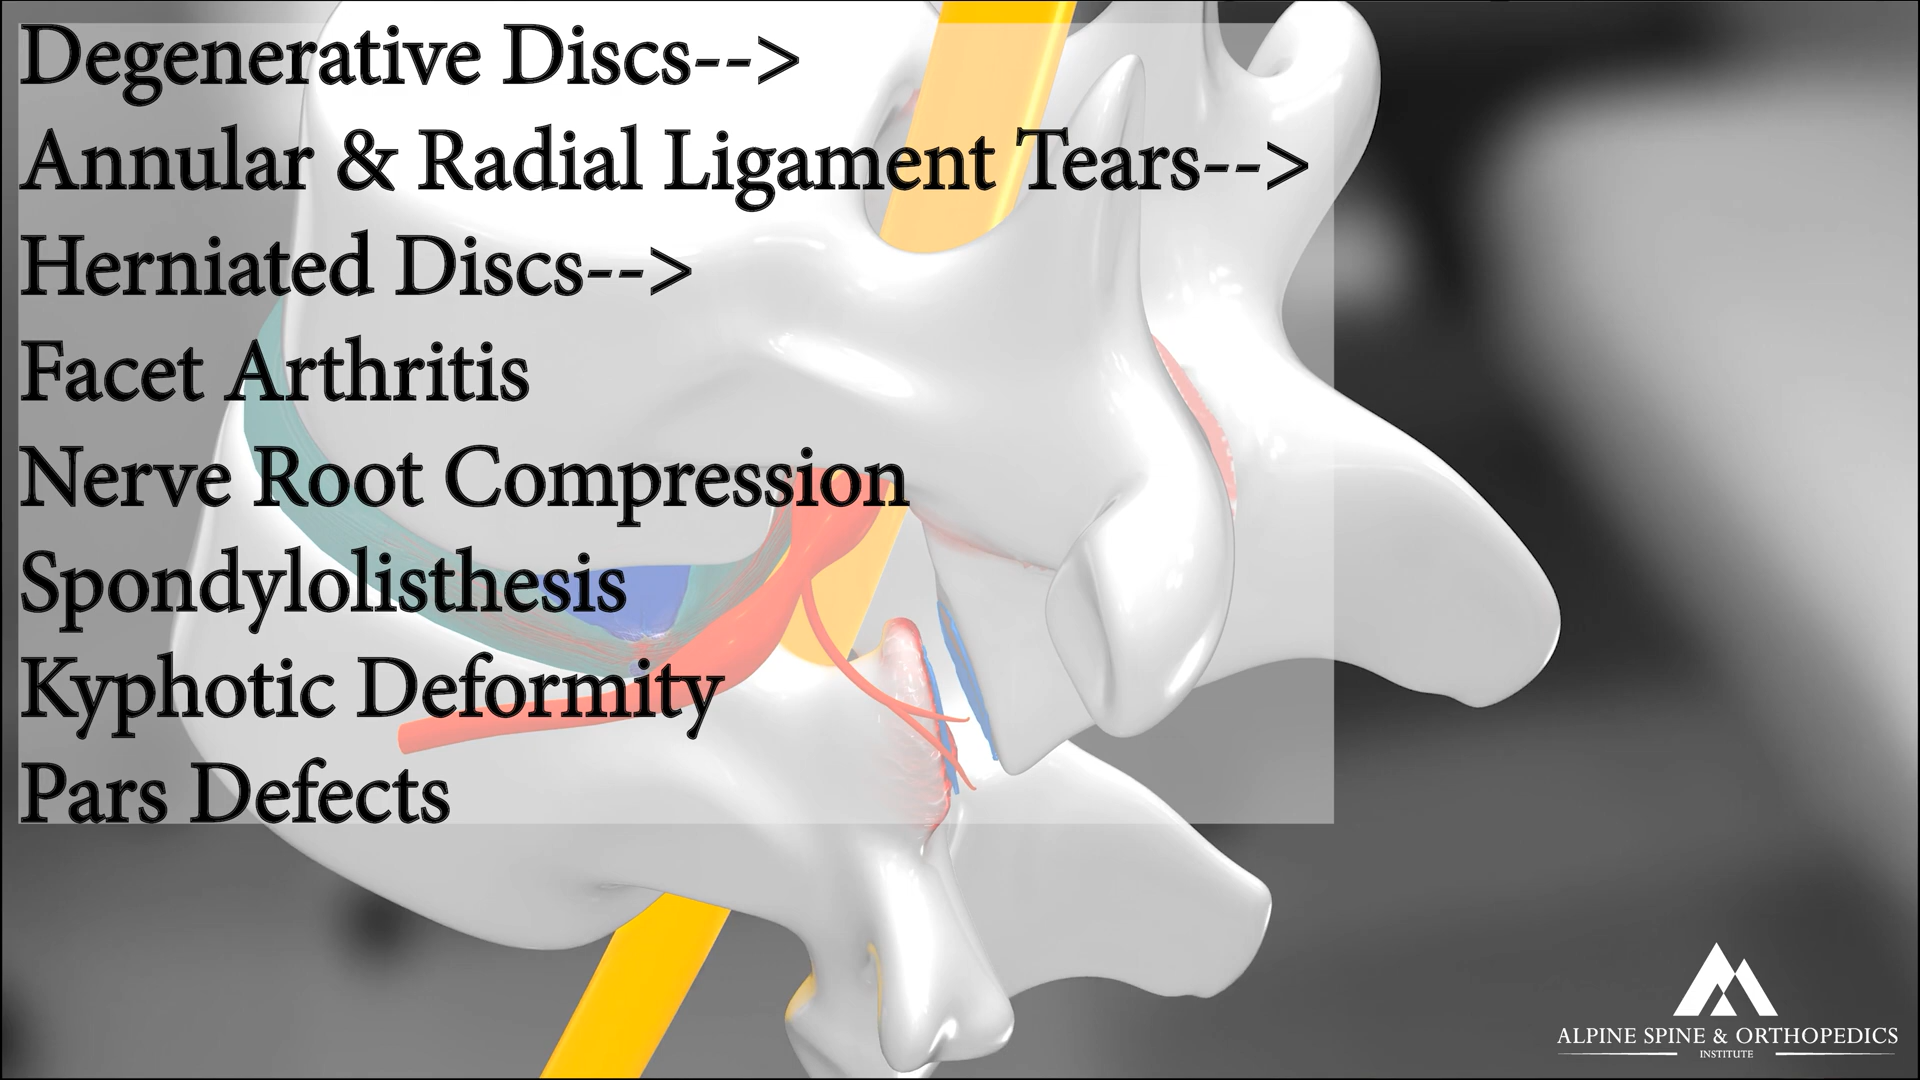 Degenerative Discs-->
Annular & Radial Ligament Tears-->
Herniated Discs-->
Facet Arthritis
Nerve Root Compression
Spondylolisthesis
Kyphotic Deformity
Pars Defects
ALPINE SPINE & ORTHOPEDICS
INSTITUTE